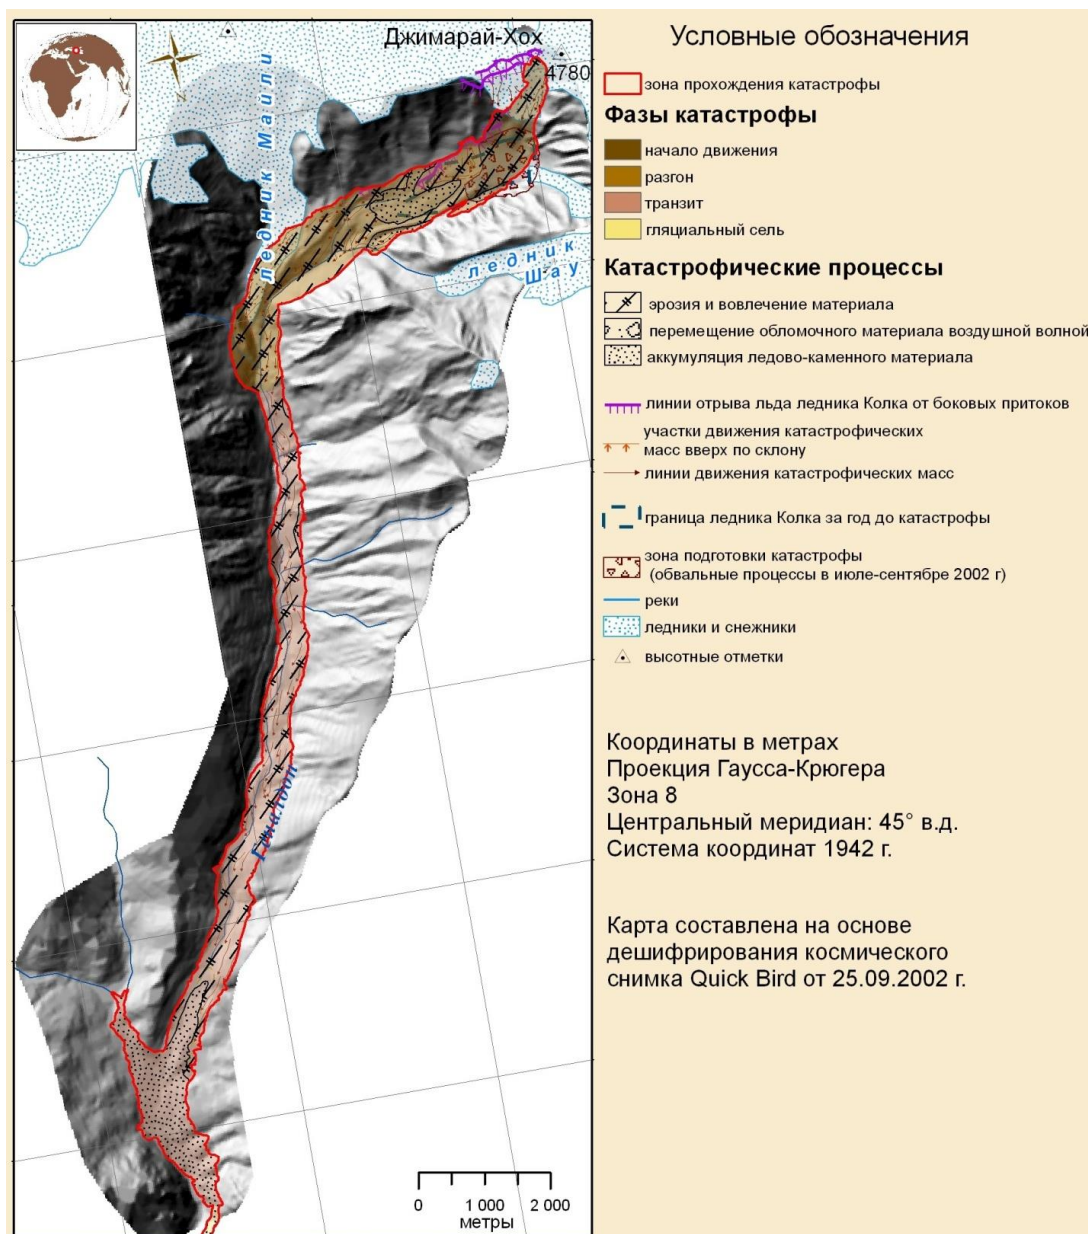 Джимарай-Хох
4780
ледник Майли
ледник
Шау
Геналдон
0 1 000 2 000
метры
Условные обозначения
зона прохождения катастрофы
Фазы катастрофы
начало движения
разгон
транзит
гляциальный сель
Катастрофические процессы
эрозия и вовлечение материала
перемещение обломочного материала воздушной волной
аккумуляция ледово-каменного материала
линии отрыва льда ледника Колка от боковых притоков
участки движения катастрофических
масс вверх по склону
линии движения катастрофических масс
граница ледника Колка за год до катастрофы
зона подготовки катастрофы
(обвальные процессы в июле-сентябре 2002 г)
реки
ледники и снежники
высотные отметки
Координаты в метрах
Проекция Гаусса-Крюгера
Зона 8
Центральный меридиан: 45° в.д.
Система координат 1942 г.
Карта составлена на основе
дешифрирования космического
снимка Quick Bird от 25.09.2002 г.